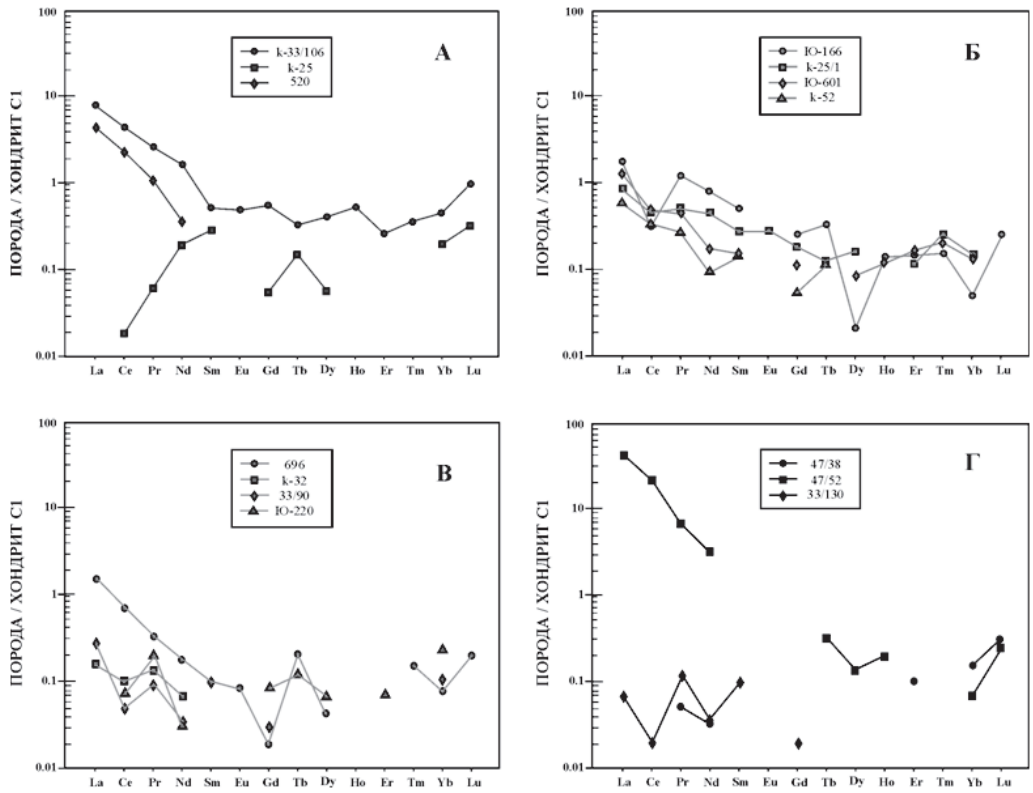 100
10
1
0.1
0.01
ПОРОДА / ХОНДРИТ C1
А
k-33/106
k-25
520
La Ce Pr Nd Sm Eu Gd Tb Dy Ho Er Tm Yb Lu
100
10
1
0.1
0.01
ПОРОДА / ХОНДРИТ C1
Б
Ю-166
k-25/1
Ю-601
k-52
La Ce Pr Nd Sm Eu Gd Tb Dy Ho Er Tm Yb Lu
100
10
1
0.1
0.01
ПОРОДА / ХОНДРИТ C1
В
696
k-32
33/90
Ю-220
La Ce Pr Nd Sm Eu Gd Tb Dy Ho Er Tm Yb Lu
100
10
1
0.1
0.01
ПОРОДА / ХОНДРИТ C1
Г
47/38
47/52
33/130
La Ce Pr Nd Sm Eu Gd Tb Dy Ho Er Tm Yb Lu